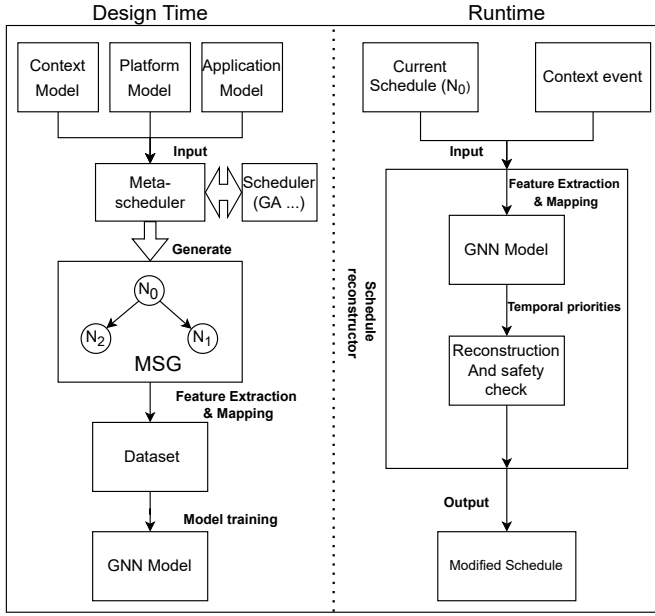 Design Time
Runtime
Context
Model
Platform
Model
Application
Model
Input
Meta-
scheduler
Scheduler
(GA ...)
Generate
N0
N2
N1
MSG
Feature Extraction
& Mapping
Dataset
Model training
GNN Model
Current
Schedule (N0)
Context event
Input
Schedule
reconstructor
Feature Extraction
& Mapping
GNN Model
Temporal priorities
Reconstruction
And safety
check
Output
Modified Schedule